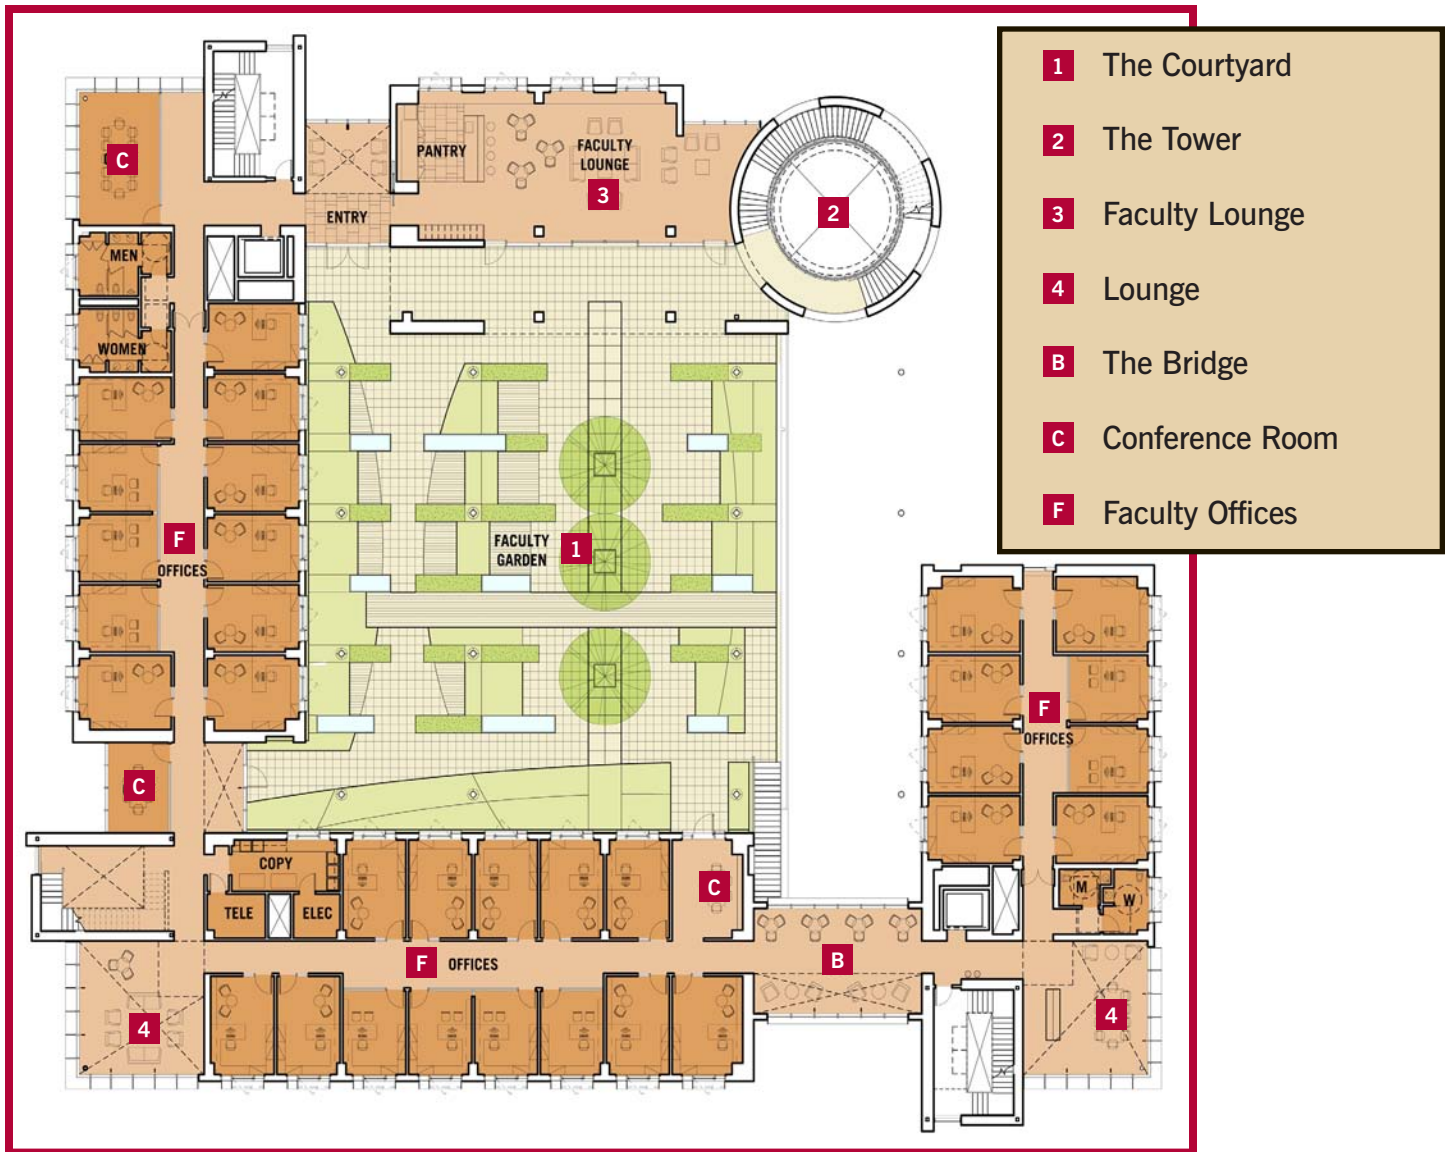 1 The Courtyard
2 The Tower
3 Faculty Lounge
4 Lounge
B The Bridge
C Conference Room
F Faculty Offices
C
PANTRY
FACULTY
LOUNGE
3
2
ENTRY
MEN
WOMEN
F
OFFICES
FACULTY
GARDEN
1
F
OFFICES
C
COPY
TELE
ELEC
C
M
W
F OFFICES
B
4
4